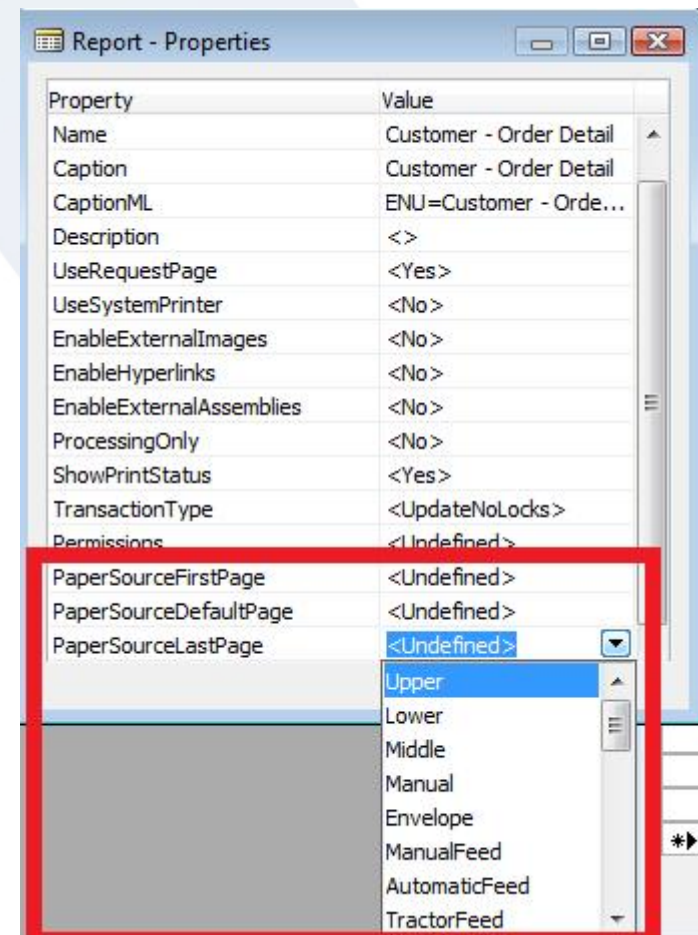 Report - Properties
Property Value
Name Customer - Order Detail
Caption Customer - Order Detail
CaptionML ENU=Customer - Orde...
Description <>
UseRequestPage <Yes>
UseSystemPrinter <No>
EnableExternalImages <No>
EnableHyperlinks <No>
EnableExternalAssemblies <No>
ProcessingOnly <No>
ShowPrintStatus <Yes>
TransactionType <UpdateNoLocks>
Permissions <Undefined>
PaperSourceFirstPage <Undefined>
PaperSourceDefaultPage <Undefined>
PaperSourceLastPage <Undefined>
Upper
Lower
Middle
Manual
Envelope
ManualFeed
AutomaticFeed
TractorFeed